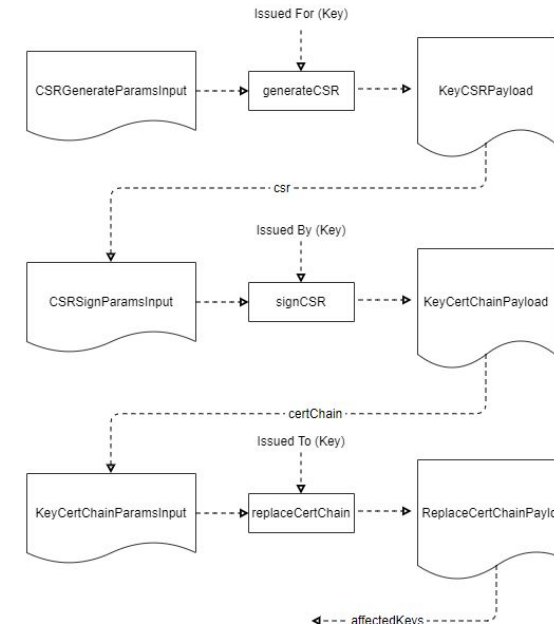 Issued For (Key)
CSRGenerateParamsInput
generateCSR
KeyCSRPayload
csr
Issued By (Key)
CSRSignParamsInput
signCSR
KeyCertChainPayload
certChain
Issued To (Key)
KeyCertChainParamsInput
replaceCertChain
ReplaceCertChainPaylo
affectedKeys